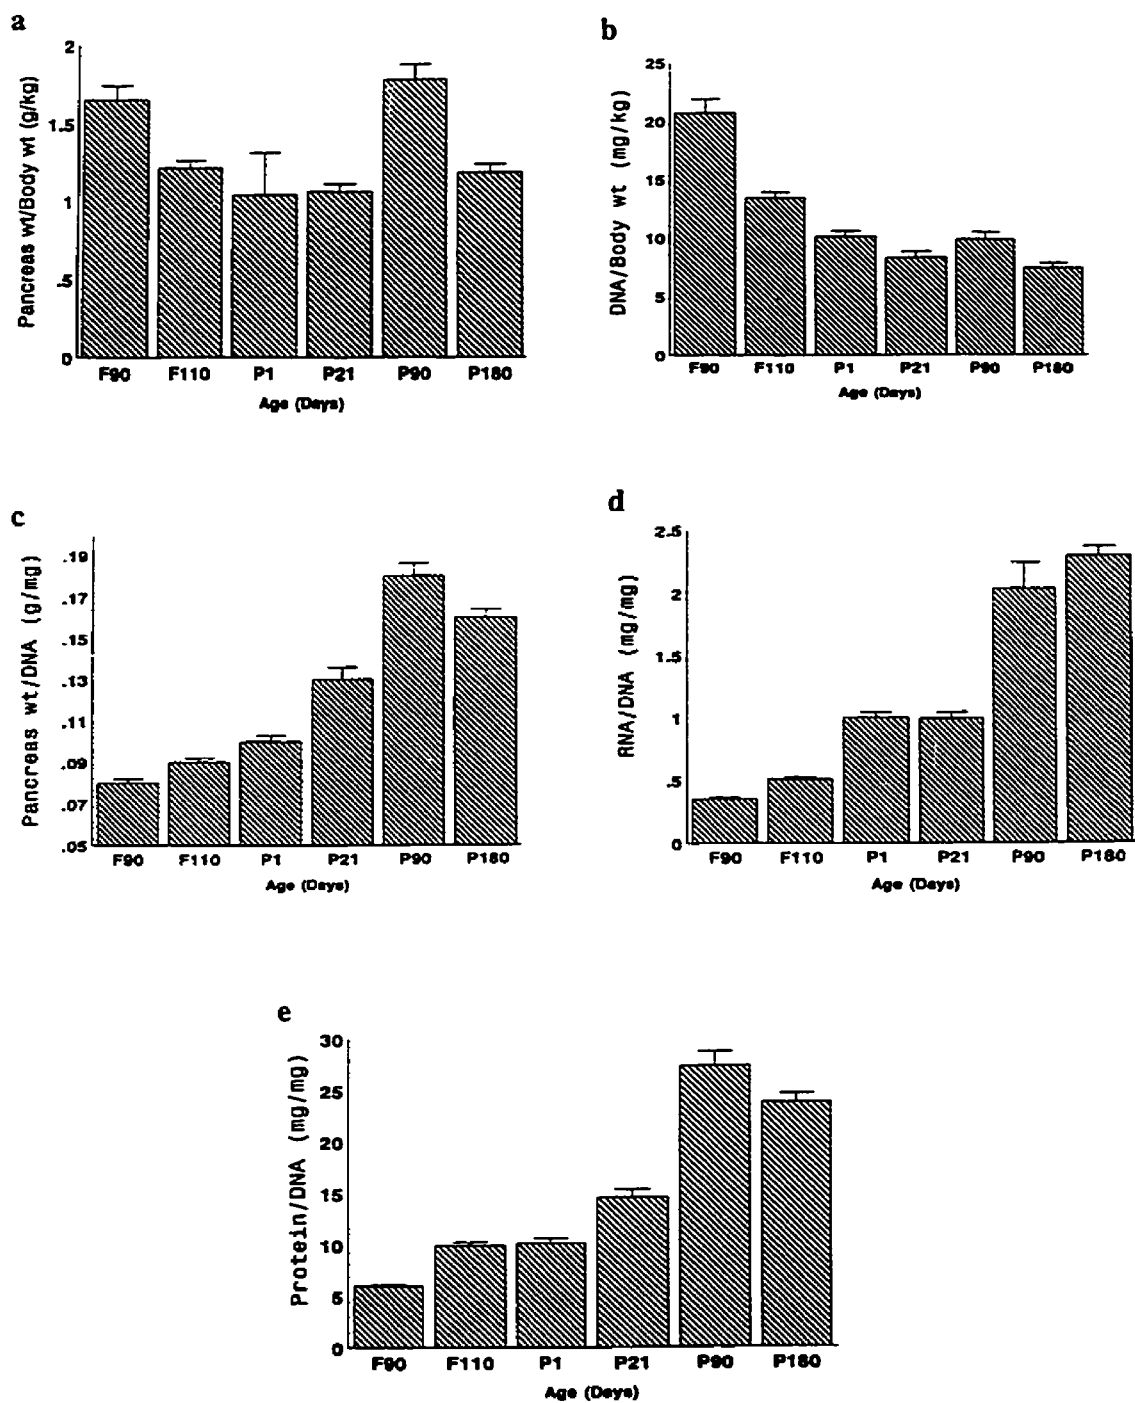 a
Pancreas wt/Body wt (g/kg)
2
1.5
1
.5
0
F90 F110 P1 P21 P90 P180
Age (Days)
b
DNA/Body wt (mg/kg)
25
20
15
10
5
0
F90 F110 P1 P21 P90 P180
Age (Days)
c
Pancreas wt/DNA (g/mg)
.19
.17
.15
.13
.11
.09
.07
.05
F90 F110 P1 P21 P90 P180
Age (Days)
d
RNA/DNA (mg/mg)
2.5
2
1.5
1
.5
0
F90 F110 P1 P21 P90 P180
Age (Days)
e
Protein/DNA (mg/mg)
30
25
20
15
10
5
0
F90 F110 P1 P21 P90 P180
Age (Days)